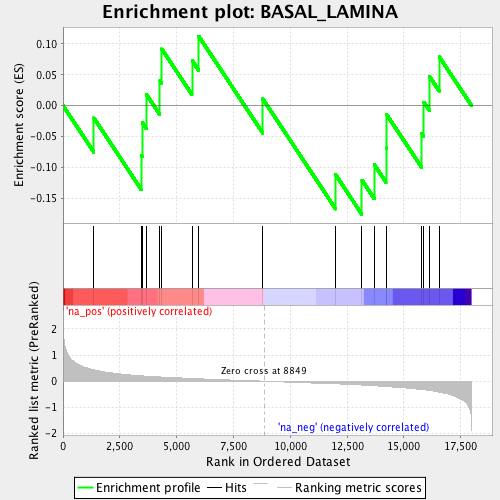 Enrichment plot: BASAL_LAMINA
Enrichment score (ES)
0.10
0.05
0.00
-0.05
-0.10
-0.15
'na_pos' (positively correlated)
Ranked list metric (PreRanked)
2
1
0
-1
-2
Zero cross at 8849
'na_neg' (negatively correlated)
0 2,500 5,000 7,500 10,000 12,500 15,000 17,500
Rank in Ordered Dataset
Enrichment profile Hits Ranking metric scores